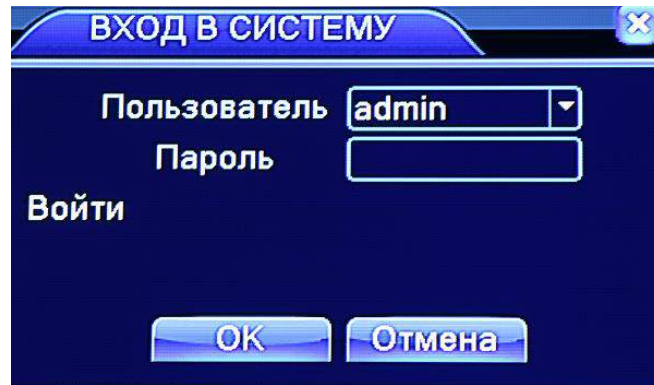 ВХОД В СИСТЕМУ
Пользователь admin
Пароль
Войти
OK Отмена